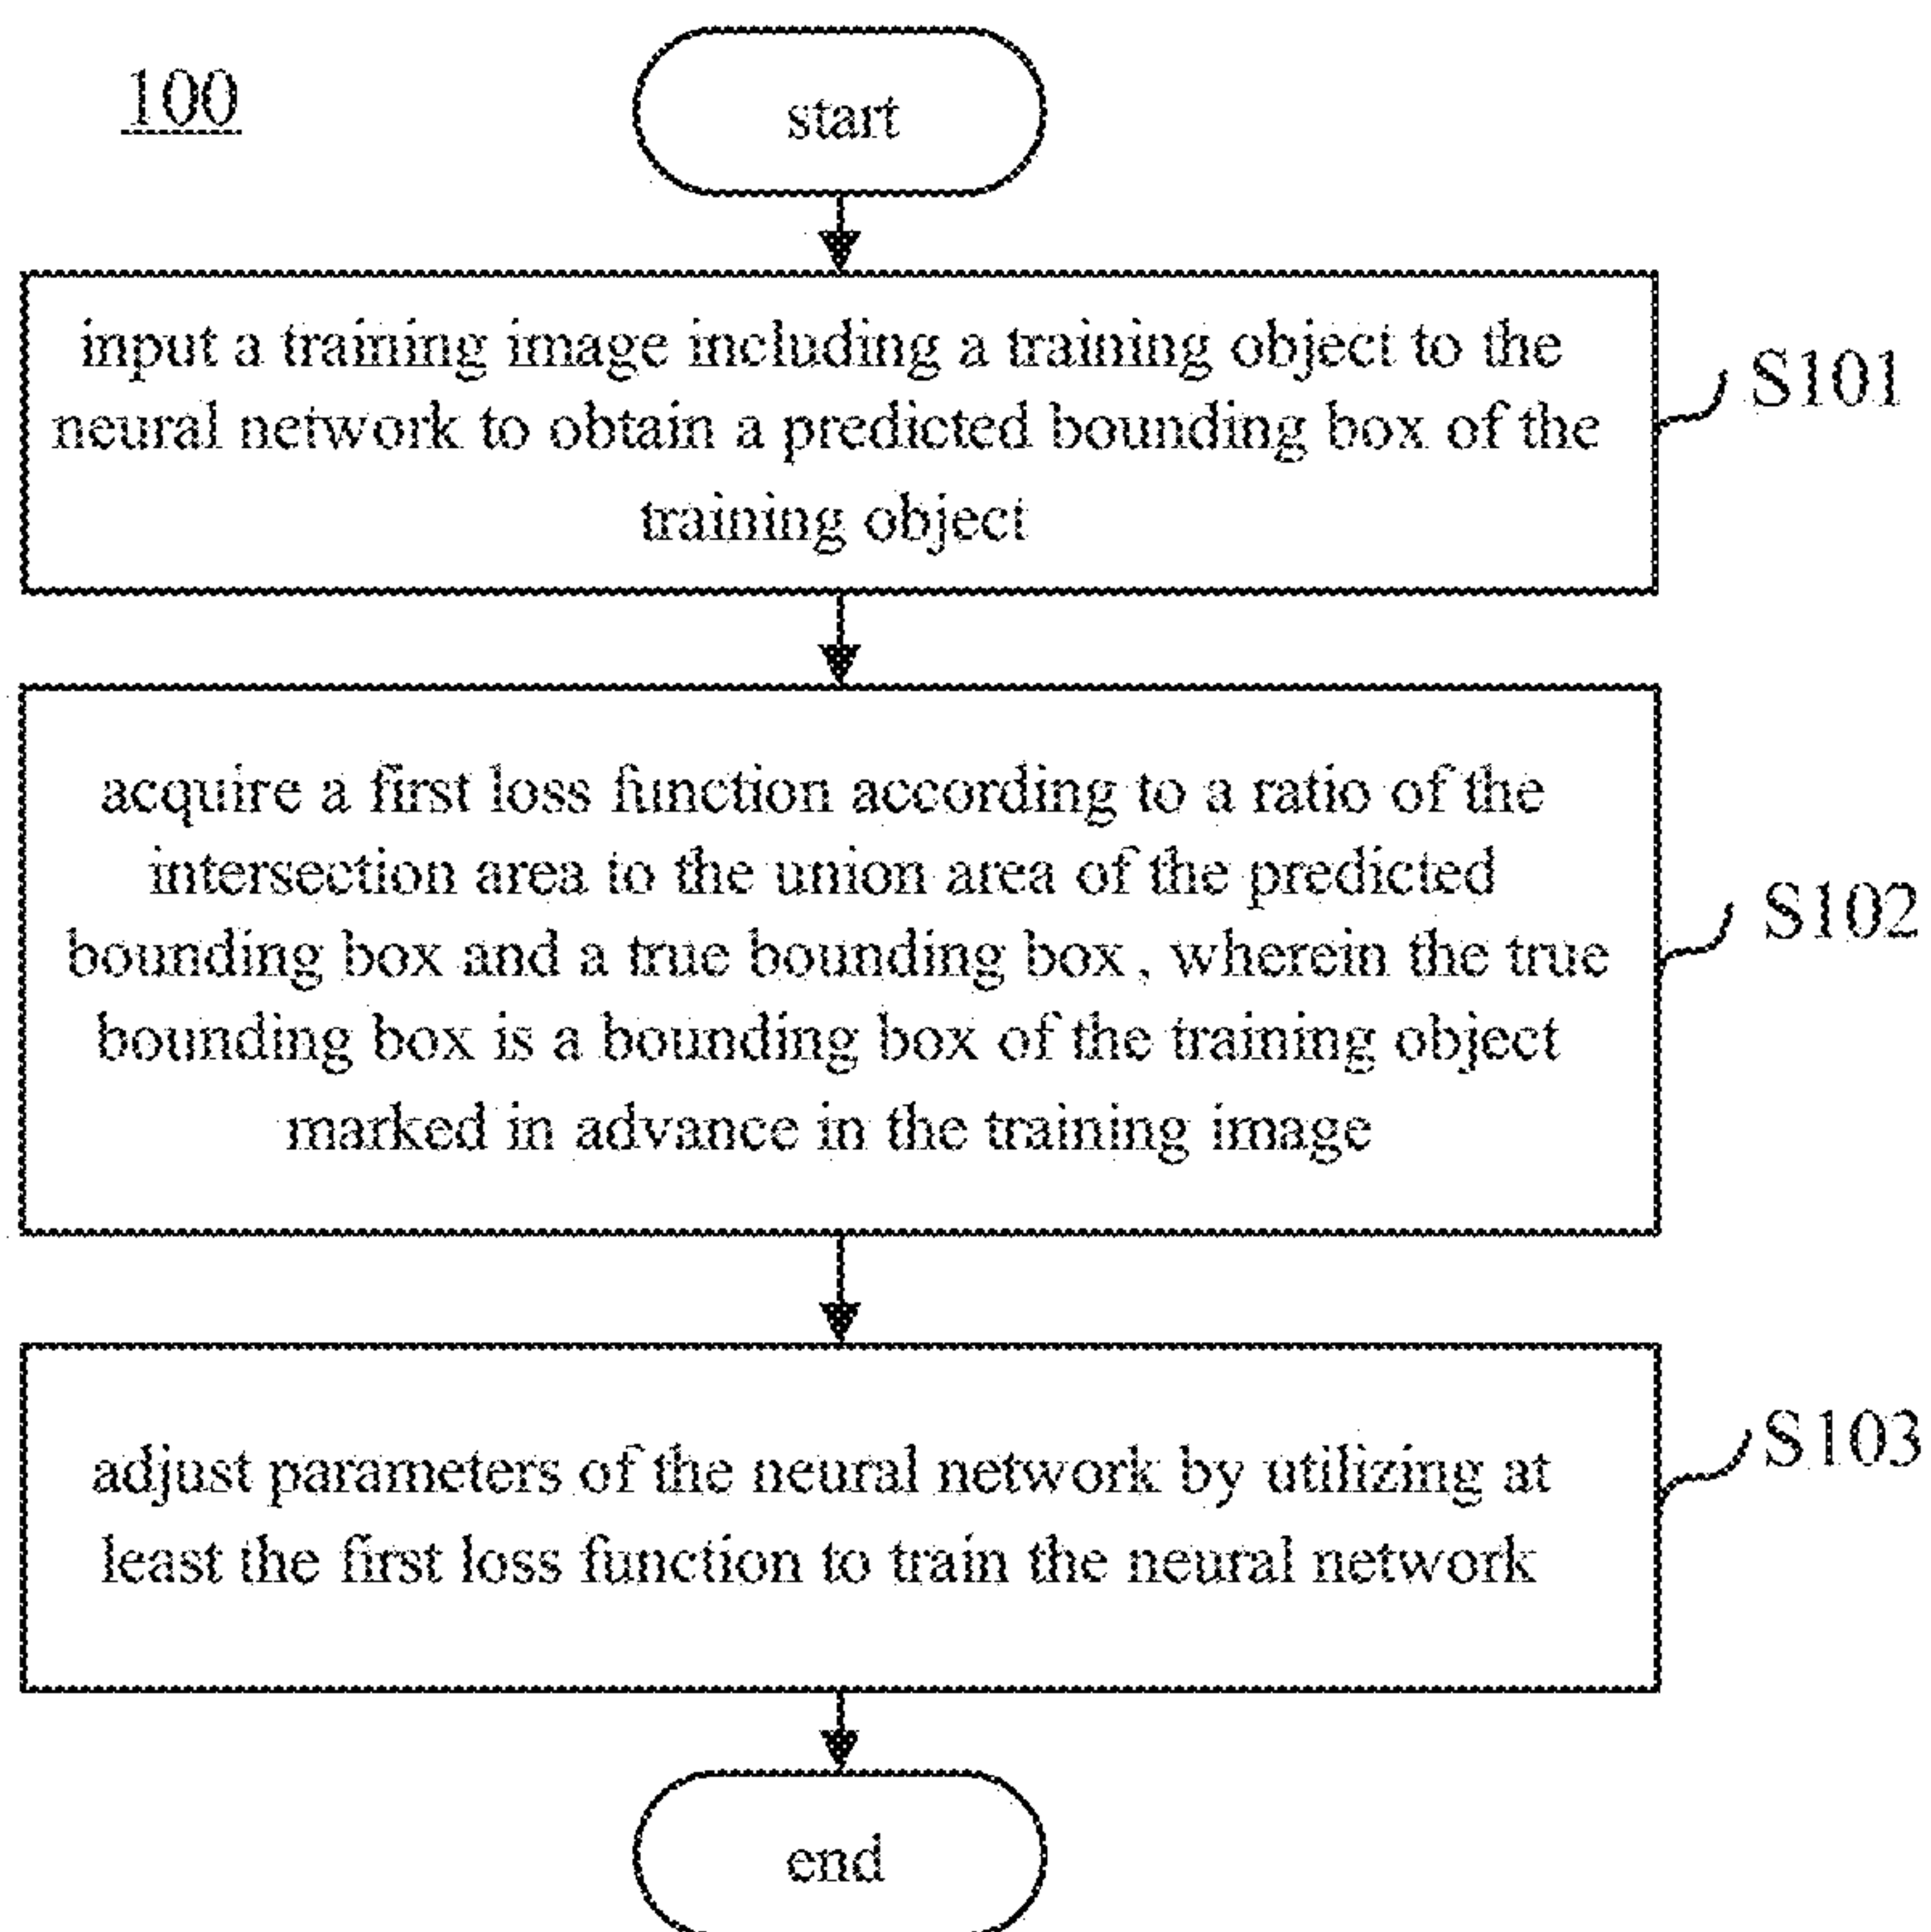 100
start
input a training image including a training object to the
neural network to obtain a predicted bounding box of the
training object
S101
acquire a first loss function according to a ratio of the
intersection area to the union area of the predicted
bounding box and a true bounding box, wherein the true
bounding box is a bounding box of the training object
marked in advance in the training image
S102
adjust parameters of the neural network by utilizing at
least the first loss function to train the neural network
S103
end